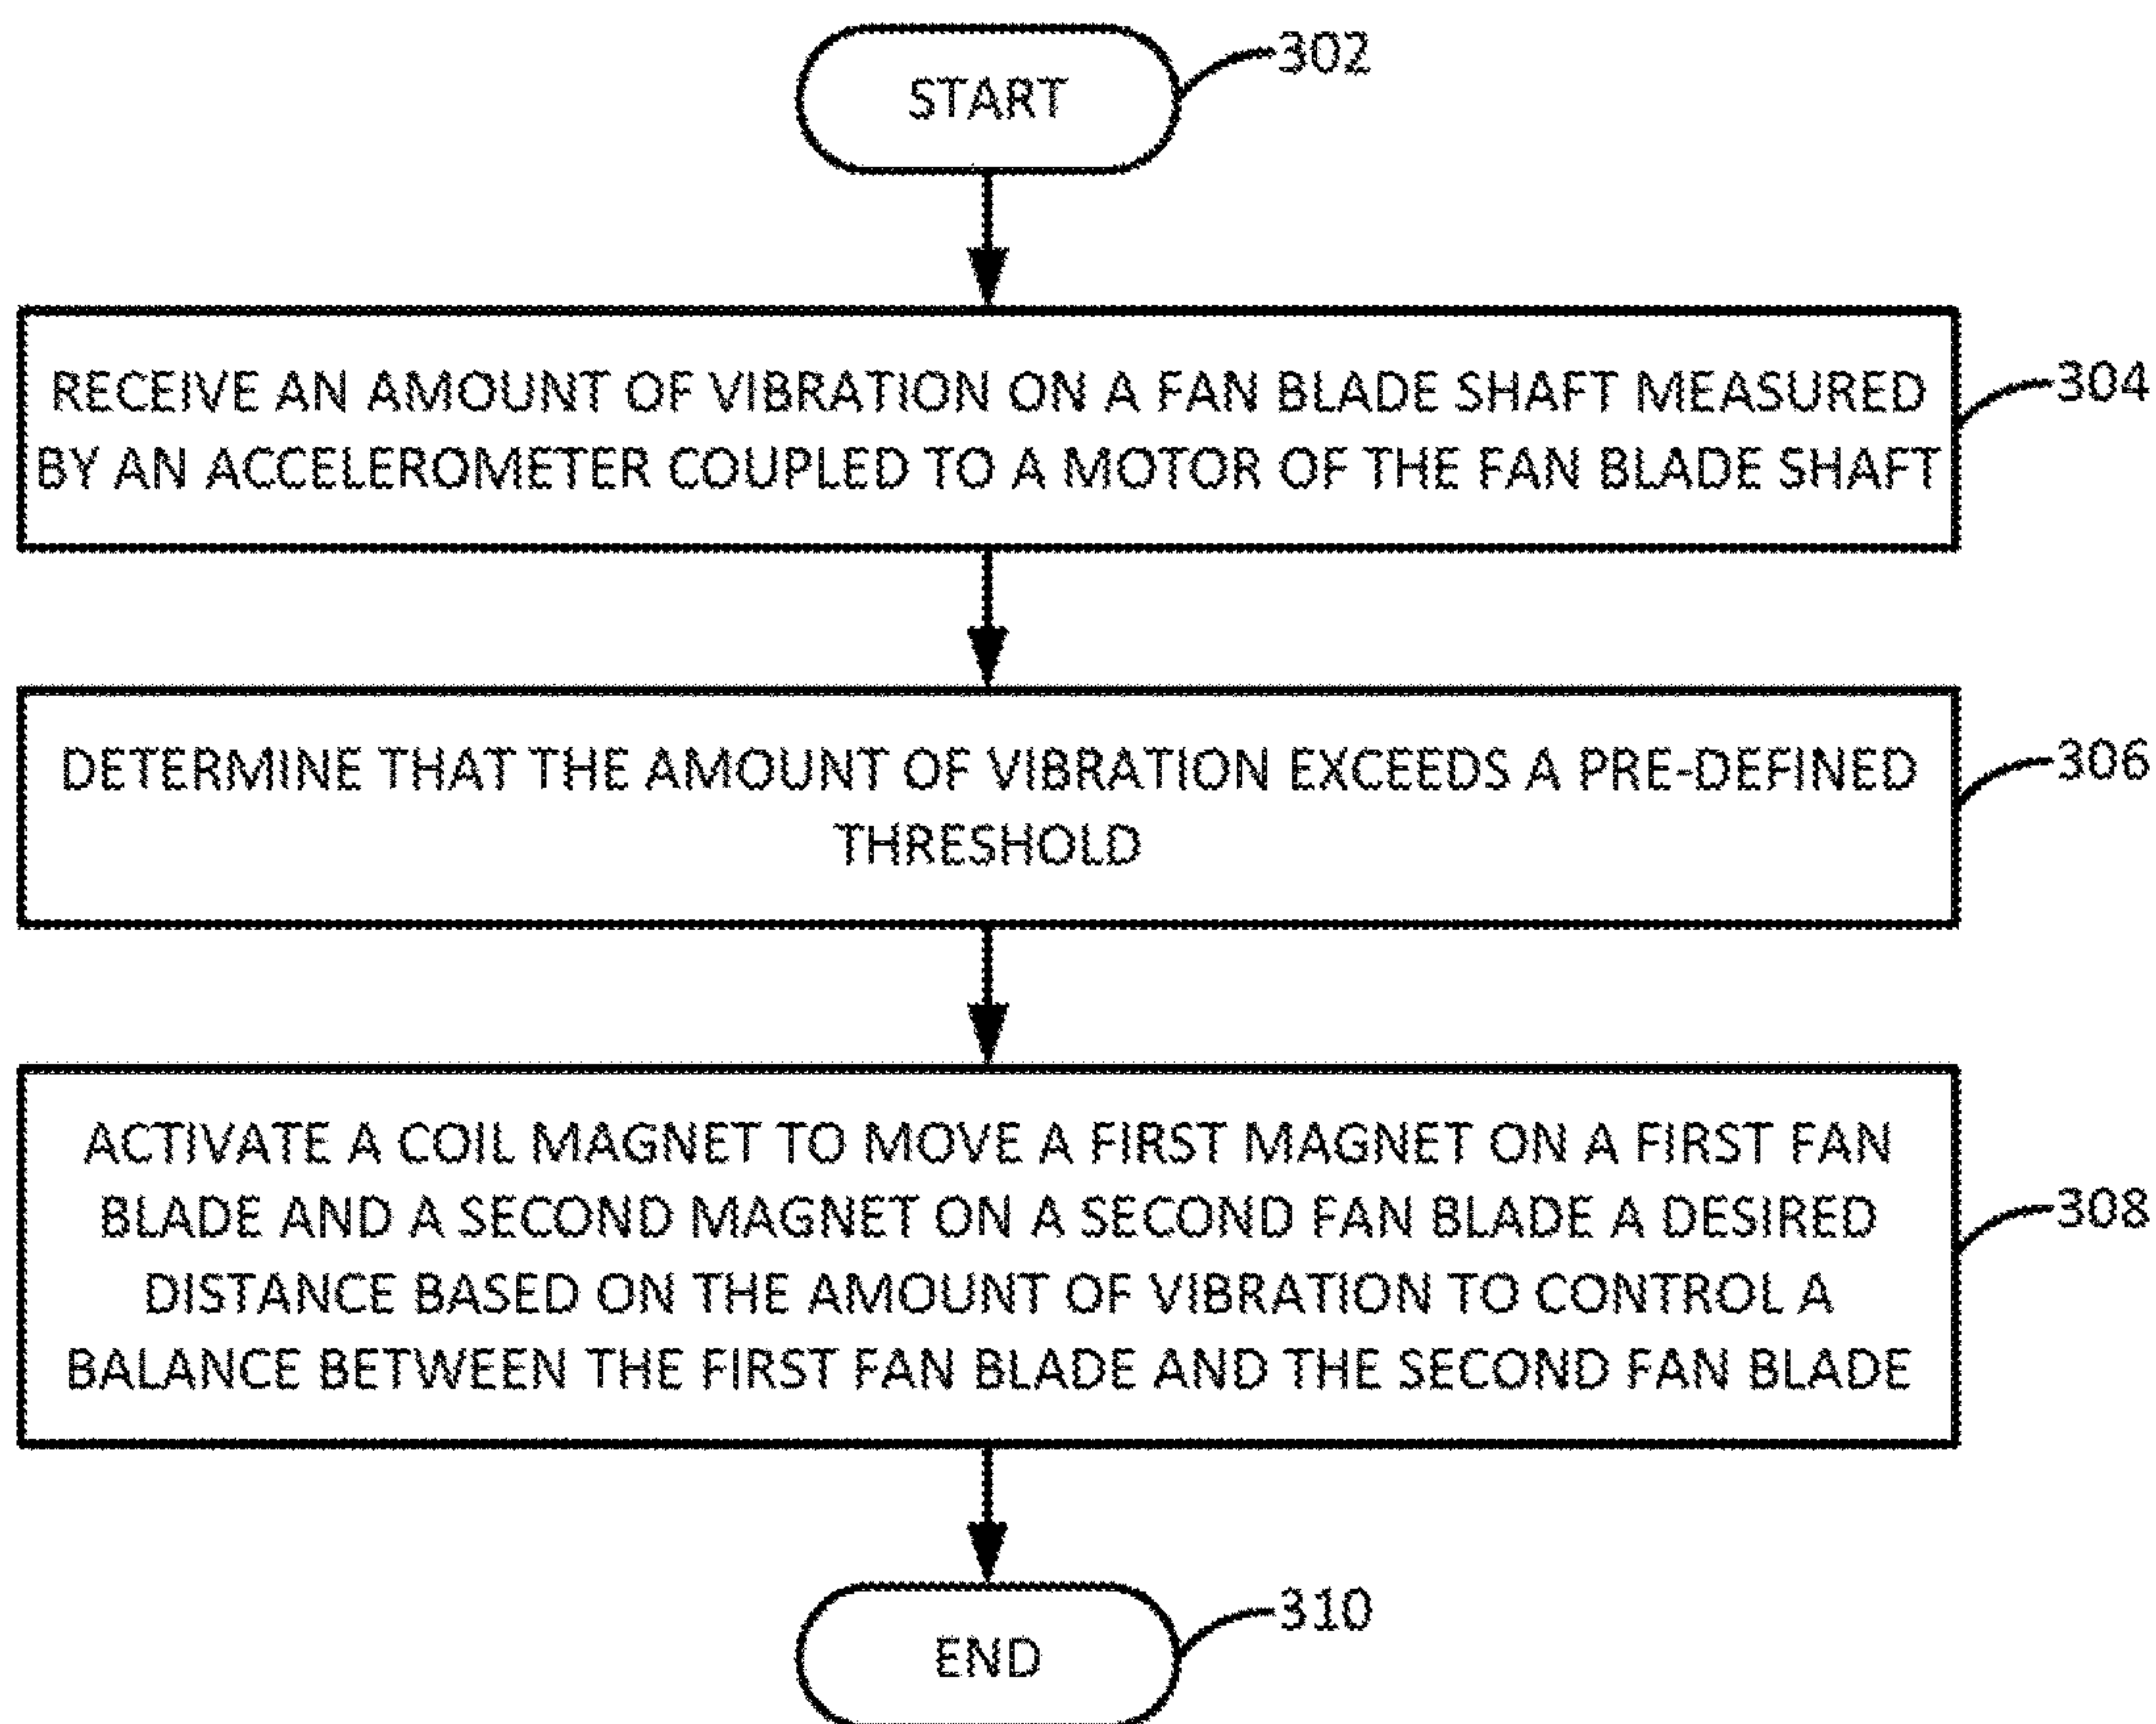 START
302
RECEIVE AN AMOUNT OF VIBRATION ON A FAN BLADE SHAFT MEASURED
BY AN ACCELEROMETER COUPLED TO A MOTOR OF THE FAN BLADE SHAFT
304
DETERMINE THAT THE AMOUNT OF VIBRATION EXCEEDS A PRE-DEFINED
THRESHOLD
306
ACTIVATE A COIL MAGNET TO MOVE A FIRST MAGNET ON A FIRST FAN
BLADE AND A SECOND MAGNET ON A SECOND FAN BLADE A DESIRED
DISTANCE BASED ON THE AMOUNT OF VIBRATION TO CONTROL A
BALANCE BETWEEN THE FIRST FAN BLADE AND THE SECOND FAN BLADE
308
END
310